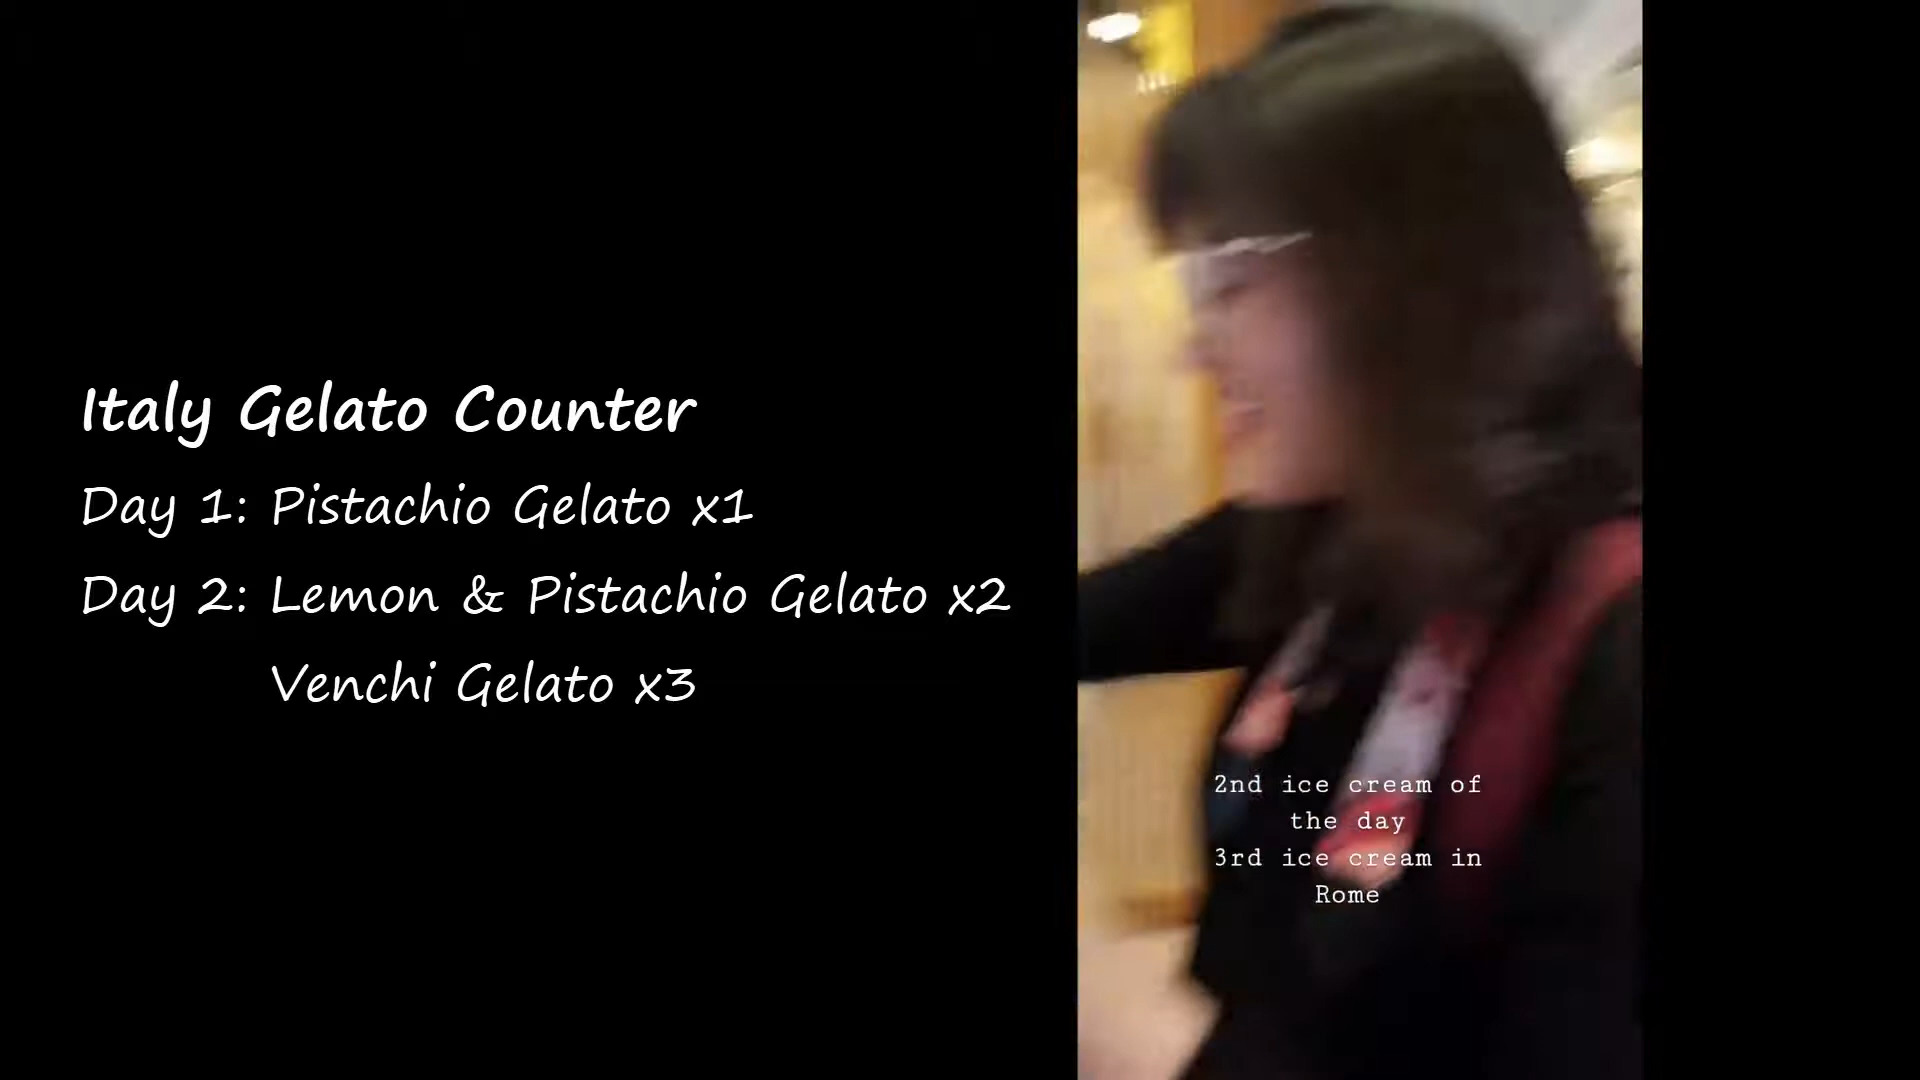 Italy Gelato Counter
Day 1: Pistachio Gelato x1
Day 2: Lemon & Pistachio Gelato x2
Venchi Gelato x3
2nd ice cream of
the day
3rd ice cream in
Rome